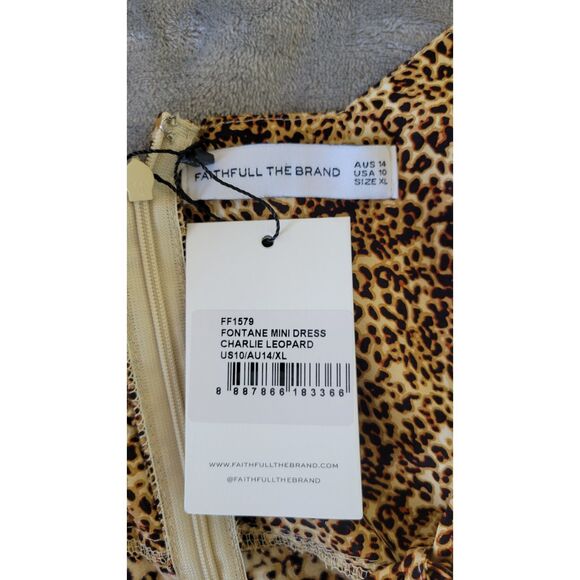 FAITHFULL THE BRAND
AUS 14
USA 10
SIZE XL
FF1579
FONTANE MINI DRESS
CHARLIE LEOPARD
US10/AU14/XL
8 887866 183366
WWW.FAITHFULLTHEBRAND.COM
@FAITHFULLTHEBRAND